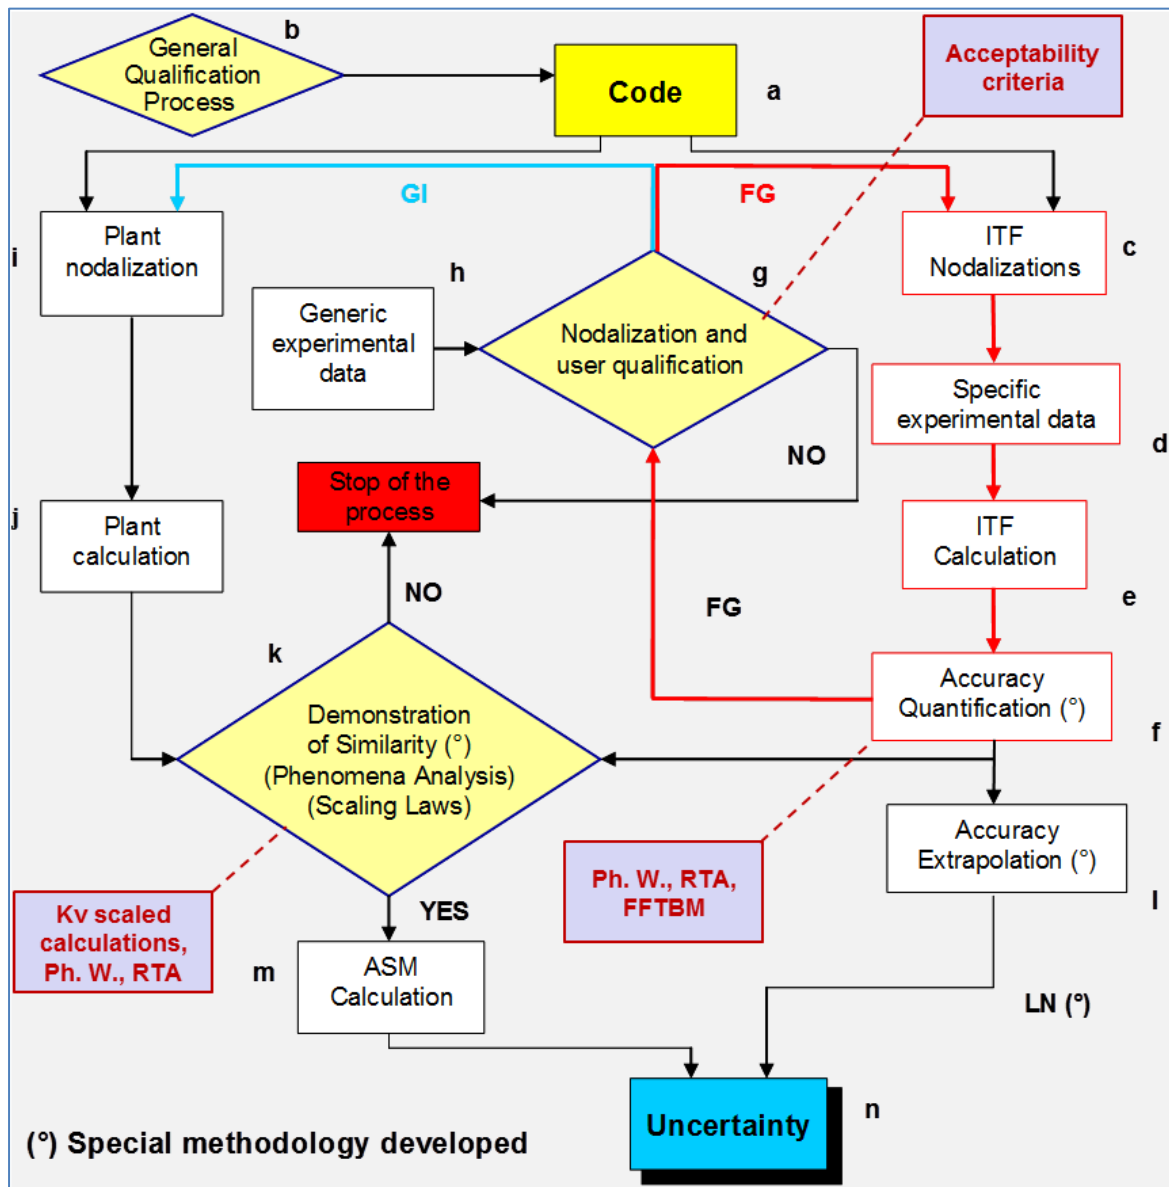 b
General
Qualification
Process
Code
a
Acceptability
criteria
GI
FG
i
Plant
nodalization
h
Generic
experimental
data
g
Nodalization and
user qualification
ITF
Nodalizations
c
Specific
experimental data
d
NO
Stop of the
process
j
Plant
calculation
ITF
Calculation
e
NO
FG
k
Demonstration
of Similarity (°)
(Phenomena Analysis)
(Scaling Laws)
Accuracy
Quantification (°)
f
Accuracy
Extrapolation (°)
l
Ph. W., RTA,
FFTBM
Kv scaled
calculations,
Ph. W., RTA
YES
m
ASM
Calculation
LN (°)
Uncertainty
n
(°) Special methodology developed